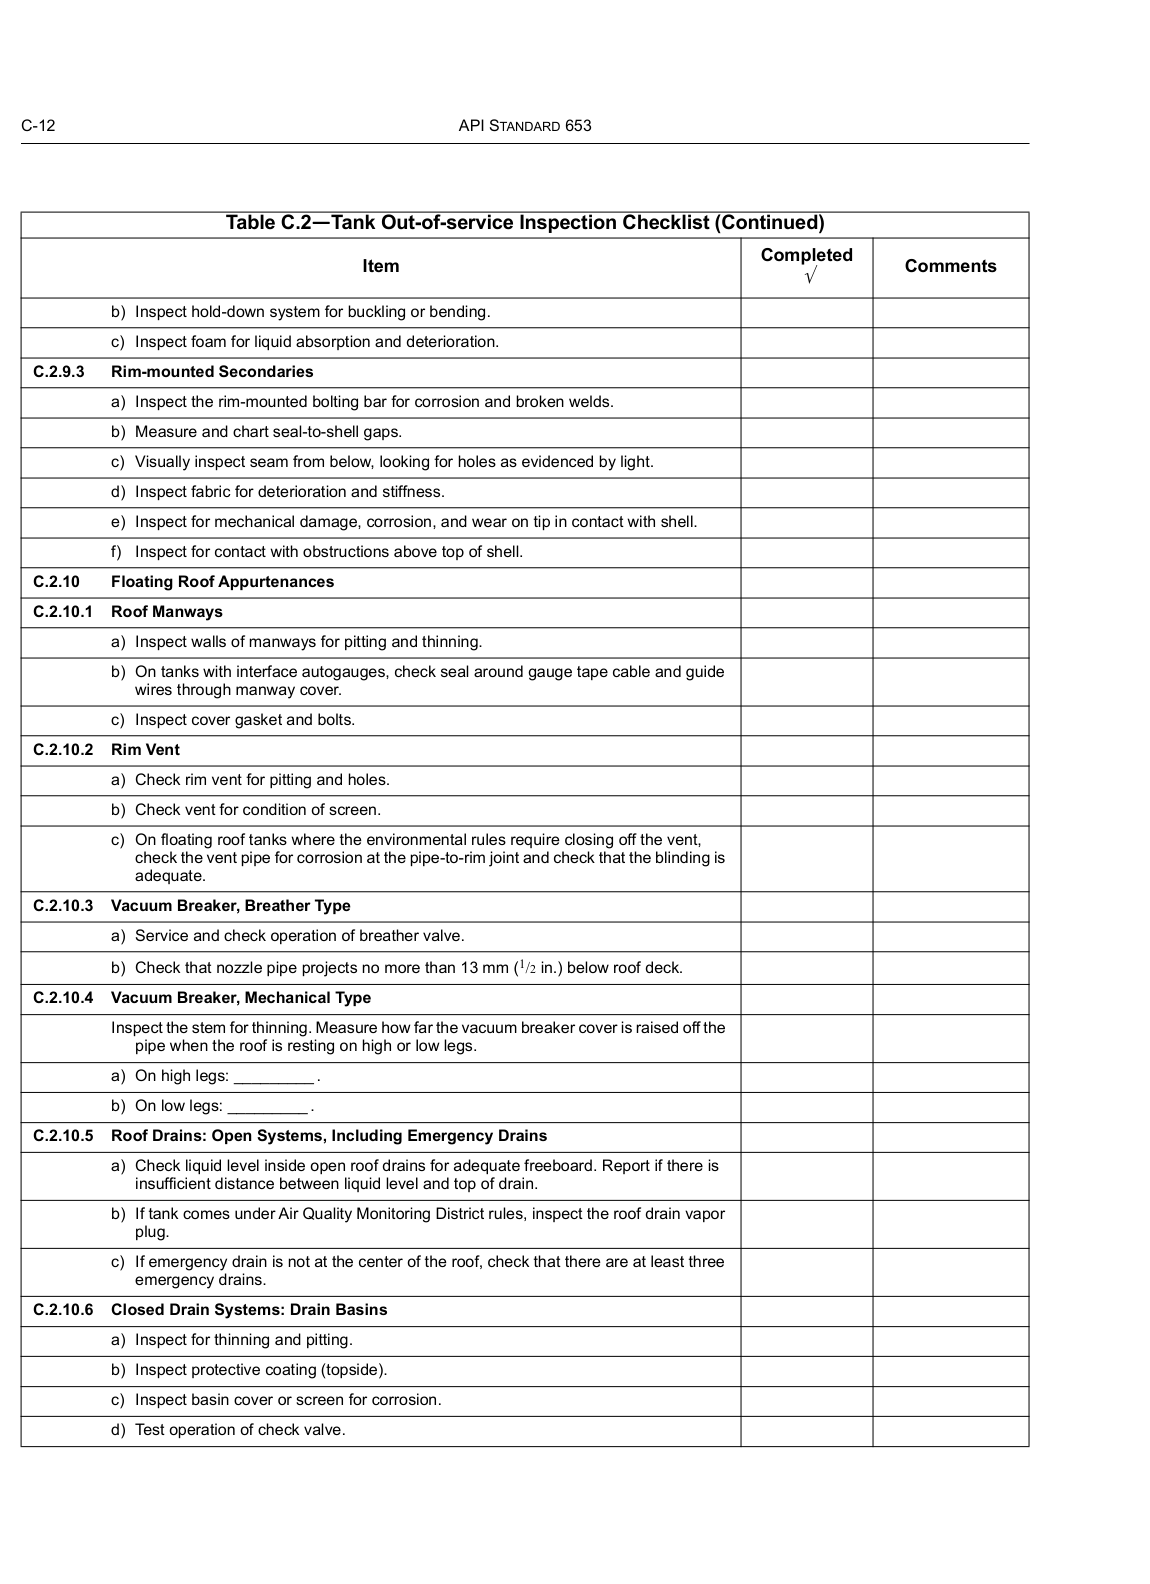 C-12
API STANDARD 653
Table C.2—Tank Out-of-service Inspection Checklist (Continued)
Item
Completed
√
Comments
b) Inspect hold-down system for buckling or bending.
c) Inspect foam for liquid absorption and deterioration.
C.2.9.3 Rim-mounted Secondaries
a) Inspect the rim-mounted bolting bar for corrosion and broken welds.
b) Measure and chart seal-to-shell gaps.
c) Visually inspect seam from below, looking for holes as evidenced by light.
d) Inspect fabric for deterioration and stiffness.
e) Inspect for mechanical damage, corrosion, and wear on tip in contact with shell.
f) Inspect for contact with obstructions above top of shell.
C.2.10 Floating Roof Appurtenances
C.2.10.1 Roof Manways
a) Inspect walls of manways for pitting and thinning.
b) On tanks with interface autogauges, check seal around gauge tape cable and guide
wires through manway cover.
c) Inspect cover gasket and bolts.
C.2.10.2 Rim Vent
a) Check rim vent for pitting and holes.
b) Check vent for condition of screen.
c) On floating roof tanks where the environmental rules require closing off the vent,
check the vent pipe for corrosion at the pipe-to-rim joint and check that the blinding is
adequate.
C.2.10.3 Vacuum Breaker, Breather Type
a) Service and check operation of breather valve.
b) Check that nozzle pipe projects no more than 13 mm (1/2 in.) below roof deck.
C.2.10.4 Vacuum Breaker, Mechanical Type
Inspect the stem for thinning. Measure how far the vacuum breaker cover is raised off the
pipe when the roof is resting on high or low legs.
a) On high legs: _________ .
b) On low legs: _________ .
C.2.10.5 Roof Drains: Open Systems, Including Emergency Drains
a) Check liquid level inside open roof drains for adequate freeboard. Report if there is
insufficient distance between liquid level and top of drain.
b) If tank comes under Air Quality Monitoring District rules, inspect the roof drain vapor
plug.
c) If emergency drain is not at the center of the roof, check that there are at least three
emergency drains.
C.2.10.6 Closed Drain Systems: Drain Basins
a) Inspect for thinning and pitting.
b) Inspect protective coating (topside).
c) Inspect basin cover or screen for corrosion.
d) Test operation of check valve.